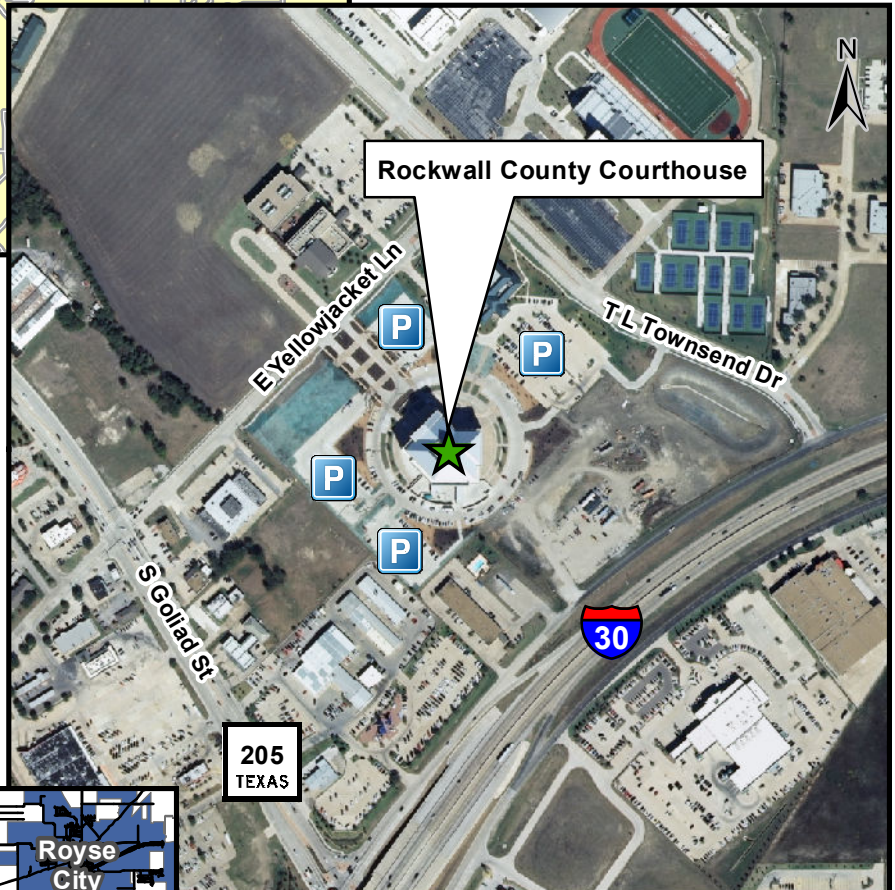 N
Rockwall County Courthouse
E Yellowjacket Ln
P
P
T L Townsend Dr
P
P
S Goliad St
30
205
TEXAS
Royse
City